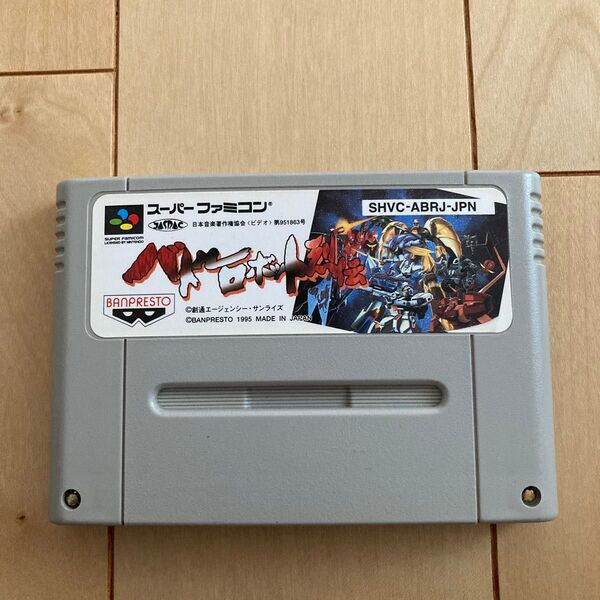 スーパーファミコン®
SHVC-ABRJ-JPN
SUPER FAMICOM
LICENSED BY NINTENDO
JASRAC
日本音楽著作権協会(ビデオ)第951863号
バトルロボット烈伝
BANPRESTO
©創通エージェンシー・サンライズ
©BANPRESTO 1995 MADE IN JAPAN